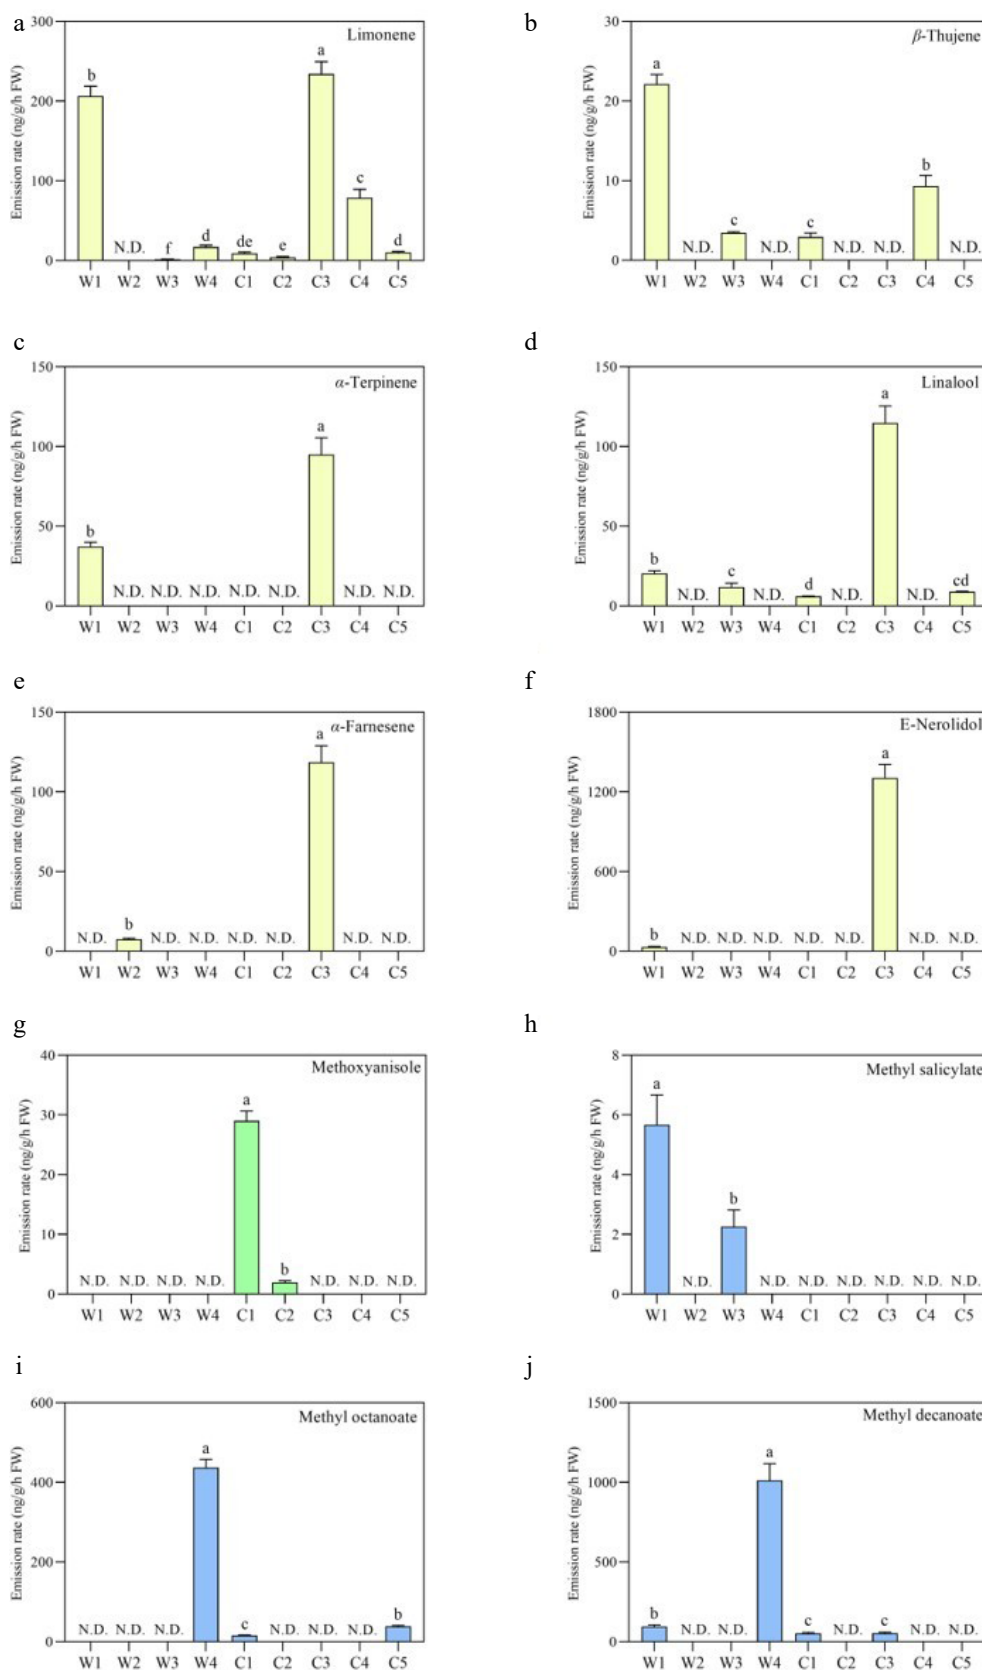 a
Limonene
Emission rate (ng/g/h FW)
300
200
100
0
b
N.D.
f
d
de
e
a
c
d
W1 W2 W3 W4 C1 C2 C3 C4 C5
b
β-Thujene
Emission rate (ng/g/h FW)
30
20
10
0
a
N.D.
c
N.D.
c
N.D.
N.D.
b
N.D.
W1 W2 W3 W4 C1 C2 C3 C4 C5
c
α-Terpinene
Emission rate (ng/g/h FW)
150
100
50
0
b
N.D. N.D. N.D. N.D. N.D.
a
N.D. N.D.
W1 W2 W3 W4 C1 C2 C3 C4 C5
d
Linalool
Emission rate (ng/g/h FW)
150
100
50
0
b
N.D.
c
N.D.
d
N.D.
a
N.D.
cd
W1 W2 W3 W4 C1 C2 C3 C4 C5
e
α-Farnesene
Emission rate (ng/g/h FW)
150
100
50
0
N.D.
b
N.D. N.D. N.D. N.D.
a
N.D. N.D.
W1 W2 W3 W4 C1 C2 C3 C4 C5
f
E-Nerolidol
Emission rate (ng/g/h FW)
1800
1200
600
0
b
N.D. N.D. N.D. N.D. N.D.
a
N.D. N.D.
W1 W2 W3 W4 C1 C2 C3 C4 C5
g
Methoxyanisole
Emission rate (ng/g/h FW)
40
30
20
10
0
N.D. N.D. N.D. N.D.
a
b
N.D. N.D. N.D.
W1 W2 W3 W4 C1 C2 C3 C4 C5
h
Methyl salicylate
Emission rate (ng/g/h FW)
8
6
4
2
0
a
N.D.
b
N.D. N.D. N.D. N.D. N.D. N.D.
W1 W2 W3 W4 C1 C2 C3 C4 C5
i
Methyl octanoate
Emission rate (ng/g/h FW)
600
400
200
0
N.D. N.D. N.D.
a
c
N.D. N.D. N.D.
b
W1 W2 W3 W4 C1 C2 C3 C4 C5
j
Methyl decanoate
Emission rate (ng/g/h FW)
1500
1000
500
0
b
N.D. N.D.
a
c
N.D.
c
N.D. N.D.
W1 W2 W3 W4 C1 C2 C3 C4 C5